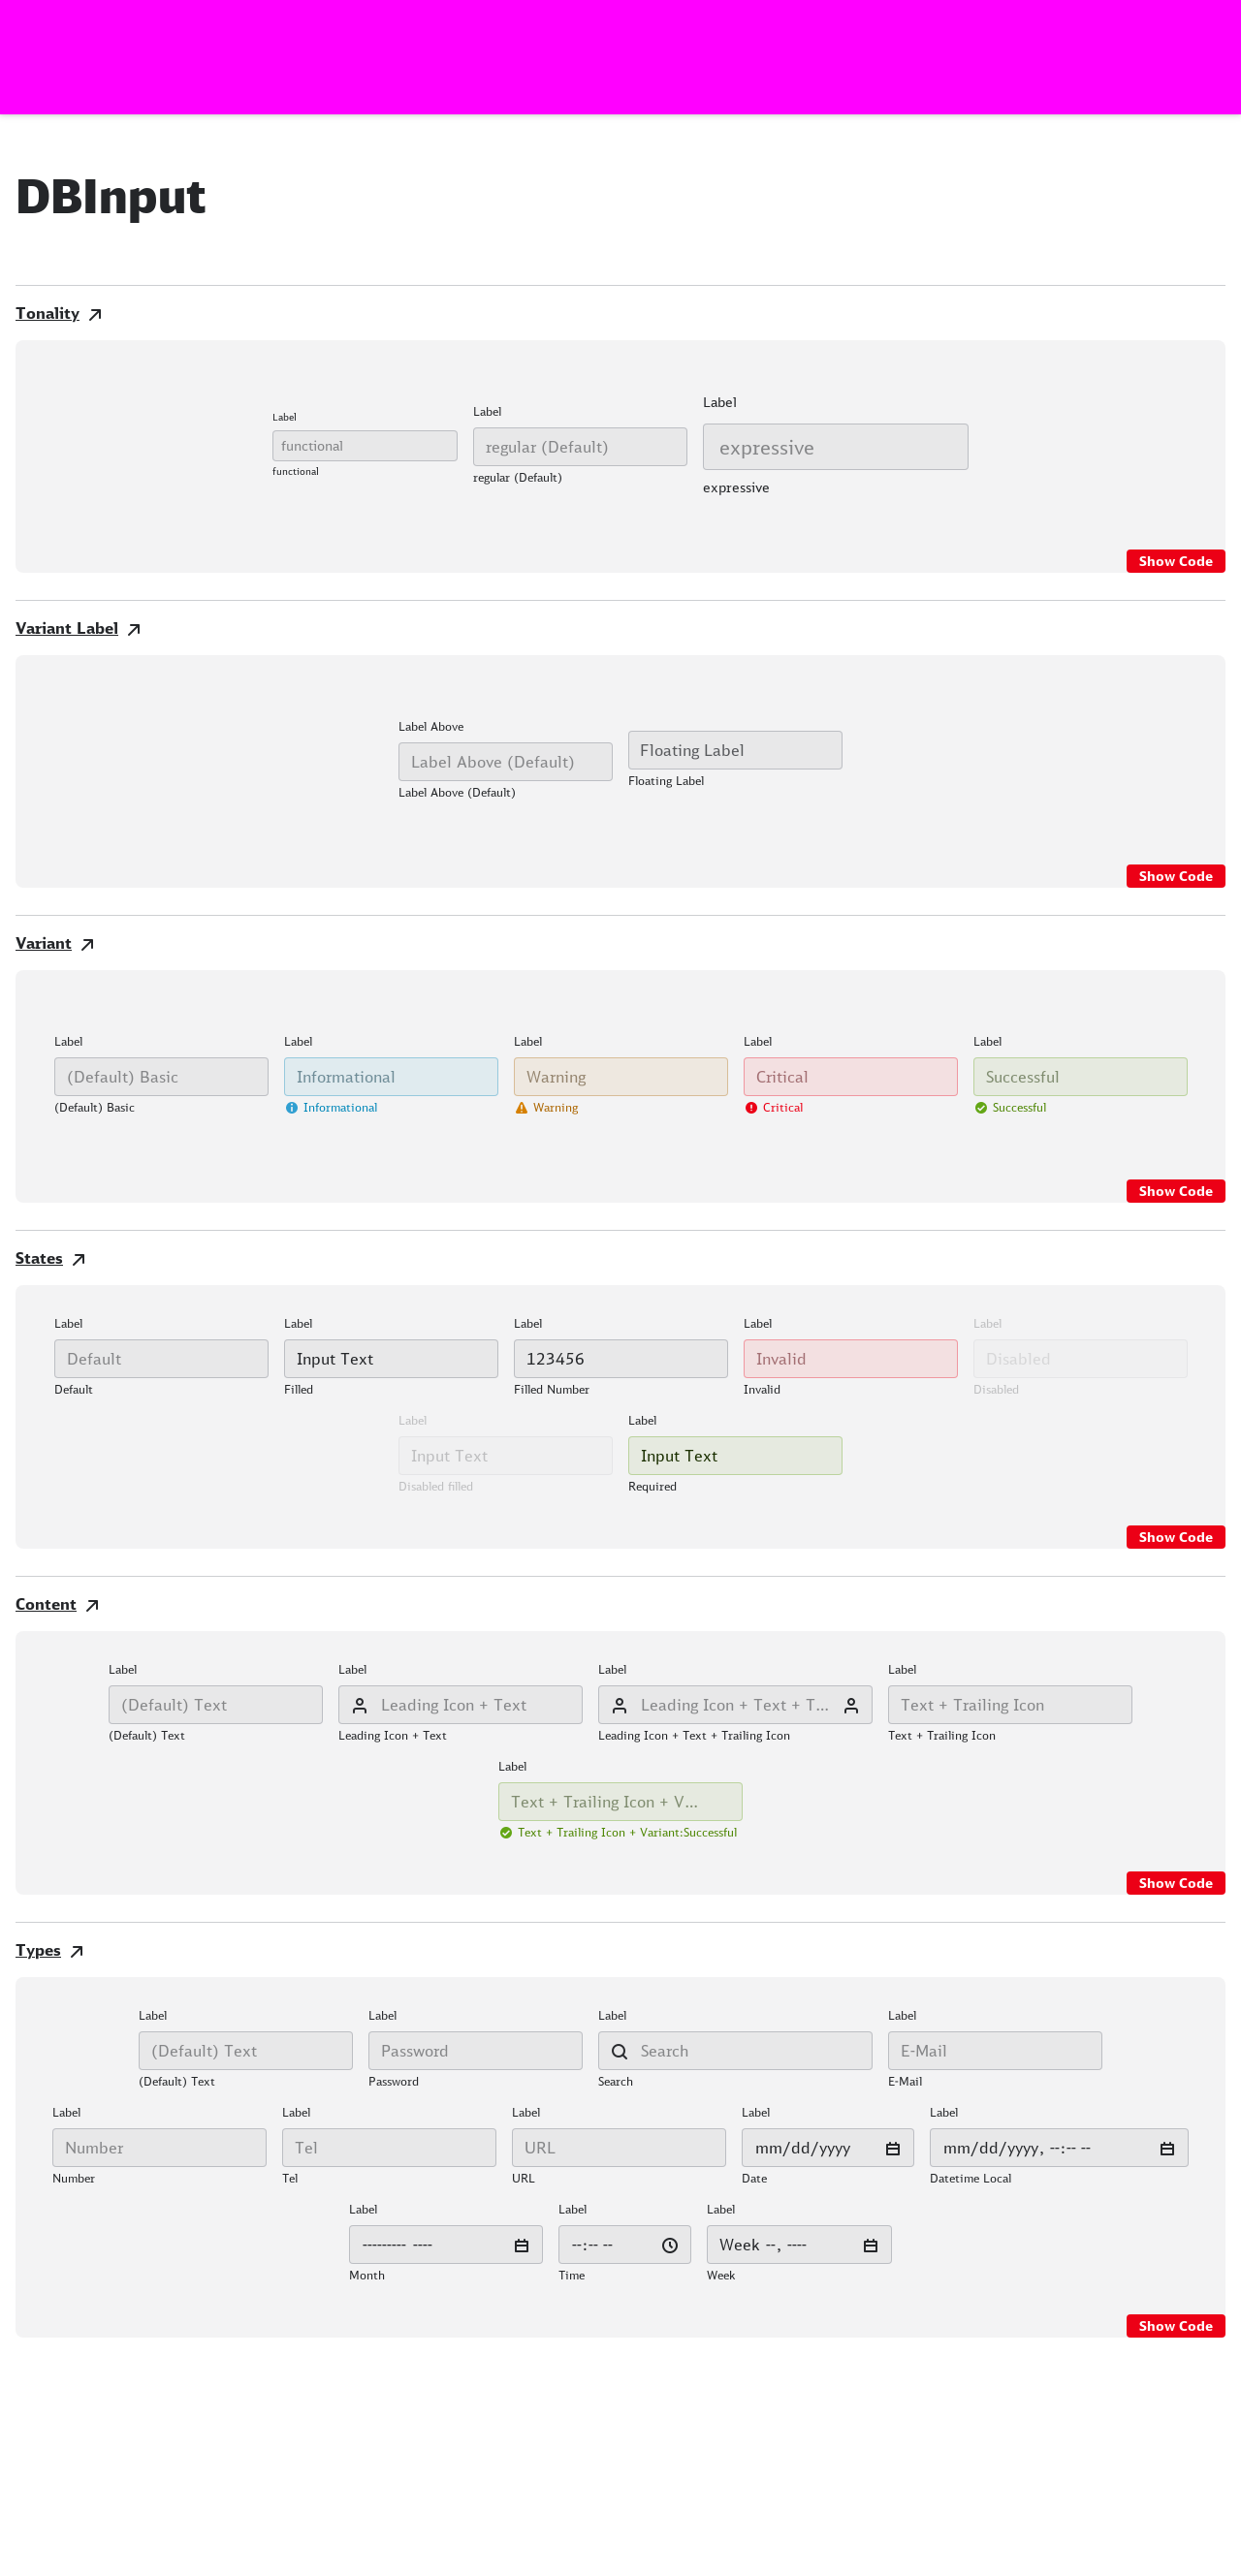 DBInput
Tonality
Label
functional
functional
Label
regular (Default)
regular (Default)
Label
expressive
expressive
Show Code
Variant Label
Label Above
Label Above (Default)
Label Above (Default)
Floating Label
Floating Label
Show Code
Variant
Label
(Default) Basic
(Default) Basic
Label
Informational
Informational
Label
Warning
Warning
Label
Critical
Critical
Label
Successful
Successful
Show Code
States
Label
Default
Default
Label
Input Text
Filled
Label
123456
Filled Number
Label
Invalid
Invalid
Label
Disabled
Disabled
Label
Input Text
Disabled filled
Label
Input Text
Required
Show Code
Content
Label
(Default) Text
(Default) Text
Label
Leading Icon + Text
Leading Icon + Text
Label
Leading Icon + Text + T...
Leading Icon + Text + Trailing Icon
Label
Text + Trailing Icon
Text + Trailing Icon
Label
Text + Trailing Icon + V...
Text + Trailing Icon + Variant:Successful
Show Code
Types
Label
(Default) Text
(Default) Text
Label
Password
Password
Label
Search
Search
Label
E-Mail
E-Mail
Label
Number
Number
Label
Tel
Tel
Label
URL
URL
Label
mm/dd/yyyy
Date
Label
mm/dd/yyyy, --:-- --
Datetime Local
Label
--------- ----
Month
Label
--:-- --
Time
Label
Week --, ----
Week
Show Code